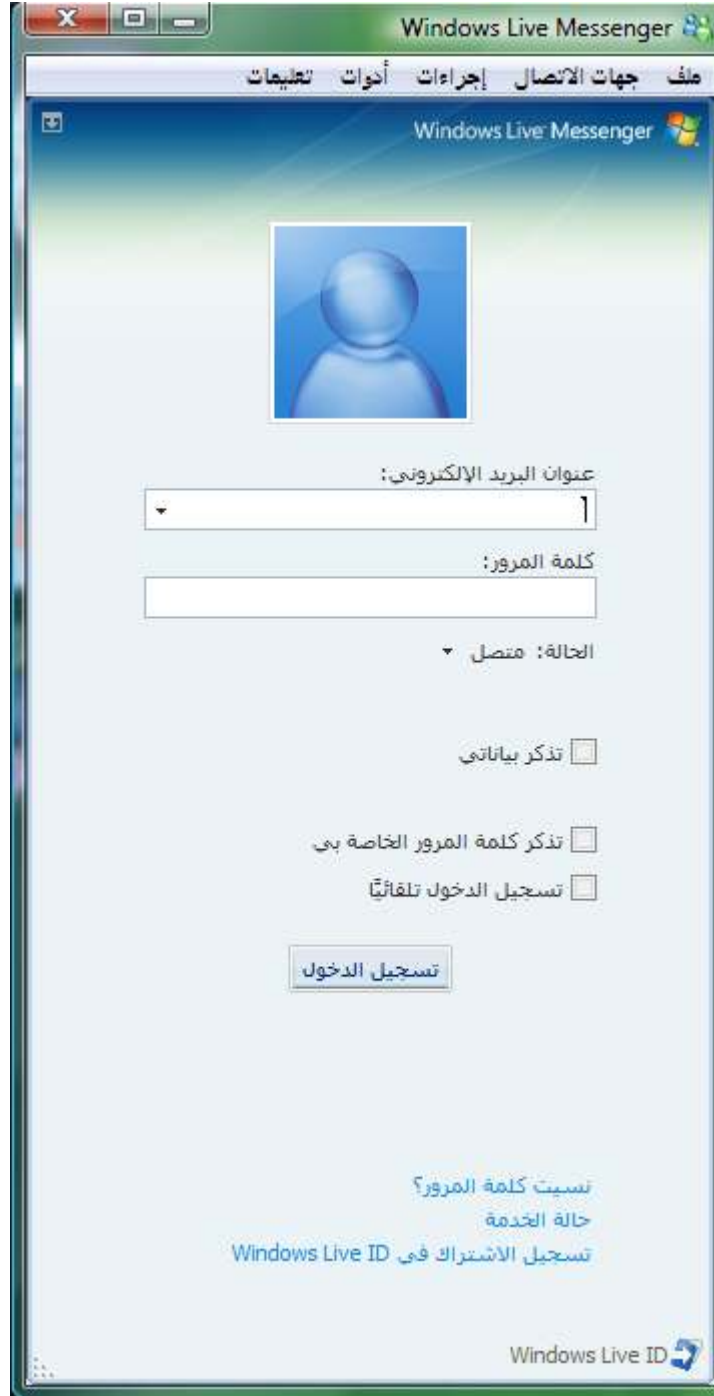 Windows Live Messenger
ملف جهات الاتصال إجراءات أدوات تعليمات
Windows Live Messenger
عنوان البريد الإلكتروني:
كلمة المرور:
الحالة: متصل
تذكر بياناتي
تذكر كلمة المرور الخاصة بي
تسجيل الدخول تلقائيًّا
تسجيل الدخول
نسيت كلمة المرور؟
حالة الخدمة
تسجيل الاشتراك في Windows Live ID
Windows Live ID